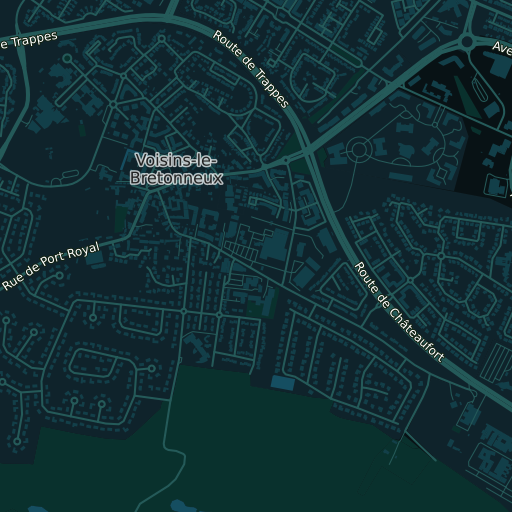 e Trappes
Route de Trappes
Ave
Voisins-le-
Bretonneux
Rue de Port Royal
Route de Châteaufort